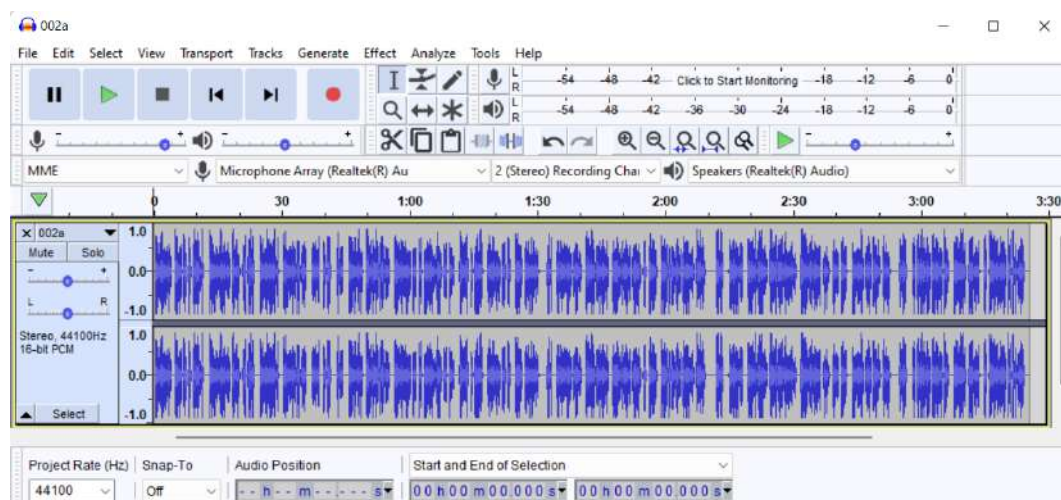 002a
File Edit Select View Transport Tracks Generate Effect Analyze Tools Help
L R -54 -48 -42 Click to Start Monitoring -18 -12 -6 0
L R -54 -48 -42 -36 -30 -24 -18 -12 -6 0
- + - + - +
MME Microphone Array (Realtek(R) Au 2 (Stereo) Recording Chai Speakers (Realtek(R) Audio)
0 30 1:00 1:30 2:00 2:30 3:00 3:30
X 002a 1.0
Mute Solo
- + 0.0
L R
-1.0
Stereo, 44100Hz 1.0
16-bit PCM
0.0
Select -1.0
Project Rate (Hz) Snap-To Audio Position Start and End of Selection
44100 Off - - h - - m - - . - - - s 00 h 00 m 00.000 s 00 h 00 m 00.000 s